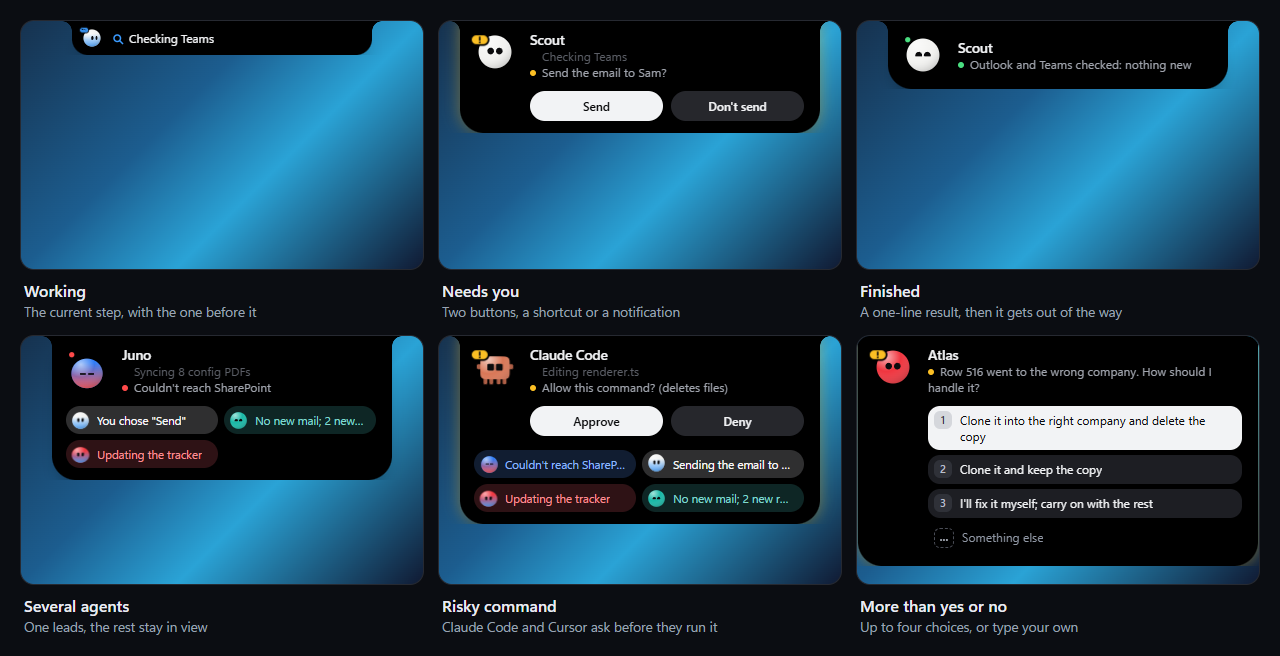 Checking Teams
Scout
Checking Teams
Send the email to Sam?
Send
Don't send
Scout
Outlook and Teams checked: nothing new
Working
The current step, with the one before it
Needs you
Two buttons, a shortcut or a notification
Finished
A one-line result, then it gets out of the way
Juno
Syncing 8 config PDFs
Couldn't reach SharePoint
You chose "Send"
No new mail; 2 new...
Updating the tracker
Claude Code
Editing renderer.ts
Allow this command? (deletes files)
Approve
Deny
Couldn't reach ShareP...
Sending the email to ...
Updating the tracker
No new mail; 2 new r...
Atlas
Row 516 went to the wrong company. How should I
handle it?
1 Clone it into the right company and delete the
copy
2 Clone it and keep the copy
3 I'll fix it myself; carry on with the rest
... Something else
Several agents
One leads, the rest stay in view
Risky command
Claude Code and Cursor ask before they run it
More than yes or no
Up to four choices, or type your own